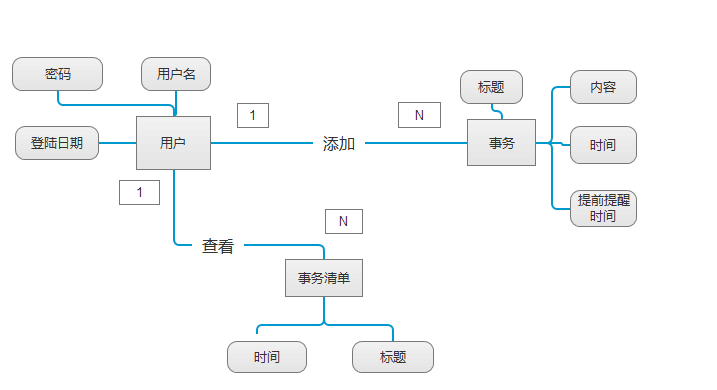 密码
用户名
标题
内容
1
N
登陆日期
用户
添加
事务
时间
提前提醒
时间
1
N
查看
事务清单
时间
标题